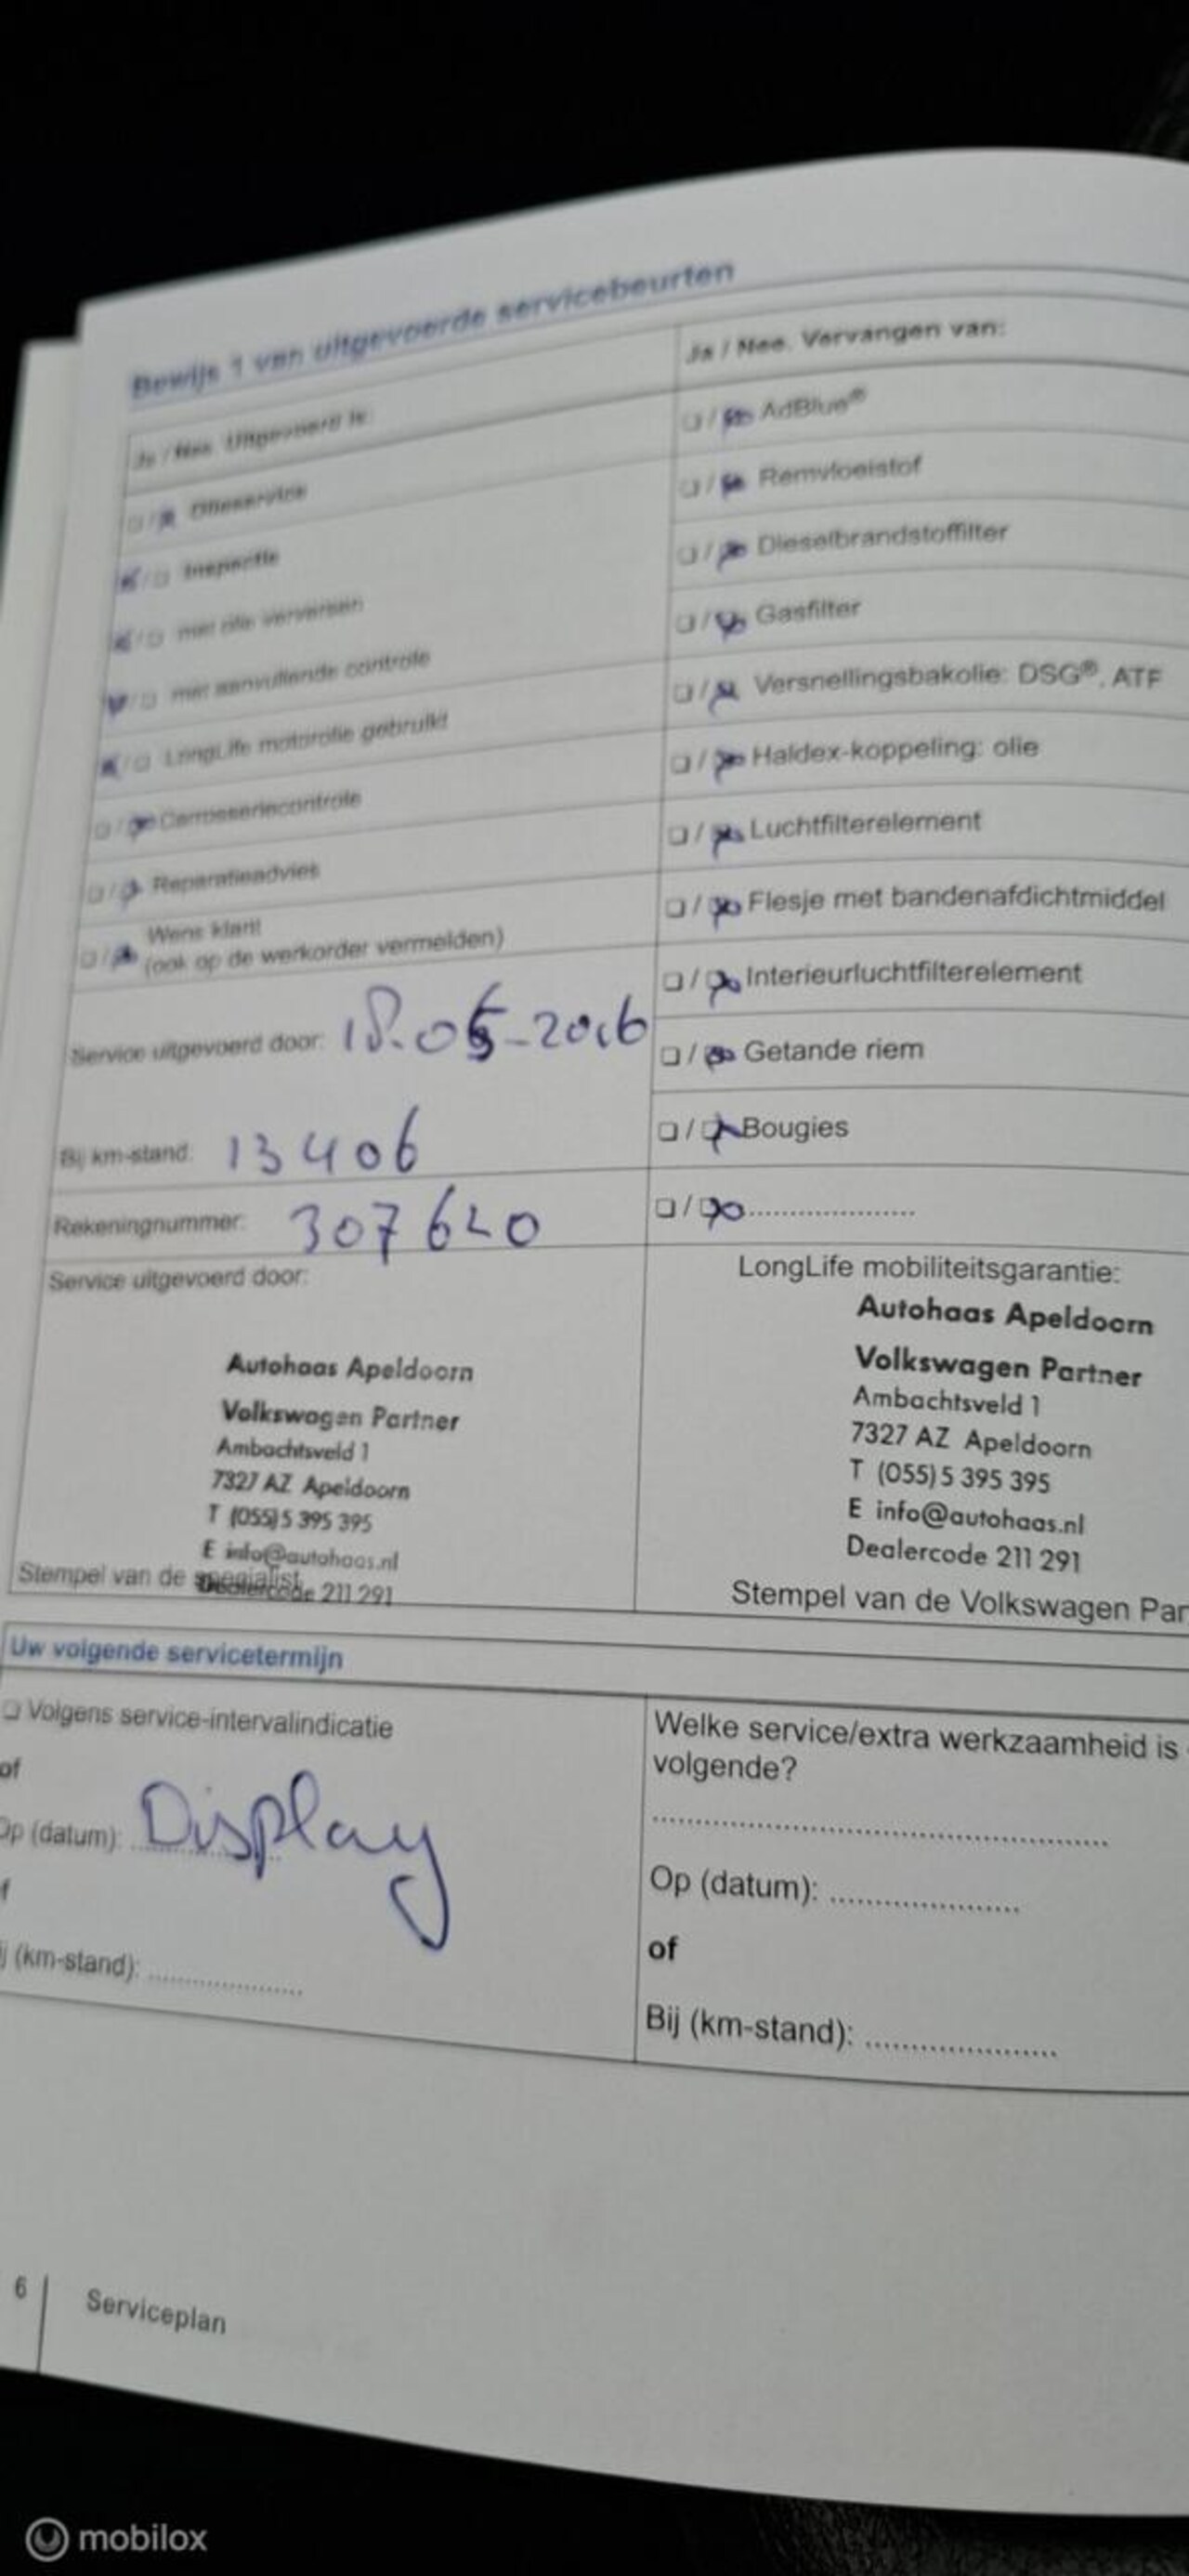 Bewijs 1 van uitgevoerde servicebeurten
Ja / Nee. Uitgevoerd is:
Olieservice
Inspectie
met olie verversen
met aanvullende controle
LongLife motorolie gebruikt
Carrosseriecontrole
Reparatieadvies
Wens klant
(ook op de werkorder vermelden)
Service uitgevoerd door: 18-05-2016
Bij km-stand: 13406
Rekeningnummer: 307620
Service uitgevoerd door:
Autohaas Apeldoorn
Volkswagen Partner
Ambachtsveld 1
7327 AZ Apeldoorn
T (055) 5 395 395
E info@autohaas.nl
Dealercode 211 291
Stempel van de specialist
Ja / Nee. Vervangen van:
AdBlue®
Remvloeistof
Dieselbrandstoffilter
Gasfilter
Versnellingsbakolie: DSG®, ATF
Haldex-koppeling: olie
Luchtfilterelement
Flesje met bandenafdichtmiddel
Interieurluchtfilterelement
Getande riem
Bougies
....................
LongLife mobiliteitsgarantie:
Autohaas Apeldoorn
Volkswagen Partner
Ambachtsveld 1
7327 AZ Apeldoorn
T (055) 5 395 395
E info@autohaas.nl
Dealercode 211 291
Stempel van de Volkswagen Par
Uw volgende servicetermijn
Volgens service-intervalindicatie
of
Op (datum): Display
f
ij (km-stand): ....................
Welke service/extra werkzaamheid is
volgende?
Op (datum): ....................
of
Bij (km-stand): ....................
6
Serviceplan
mobilox